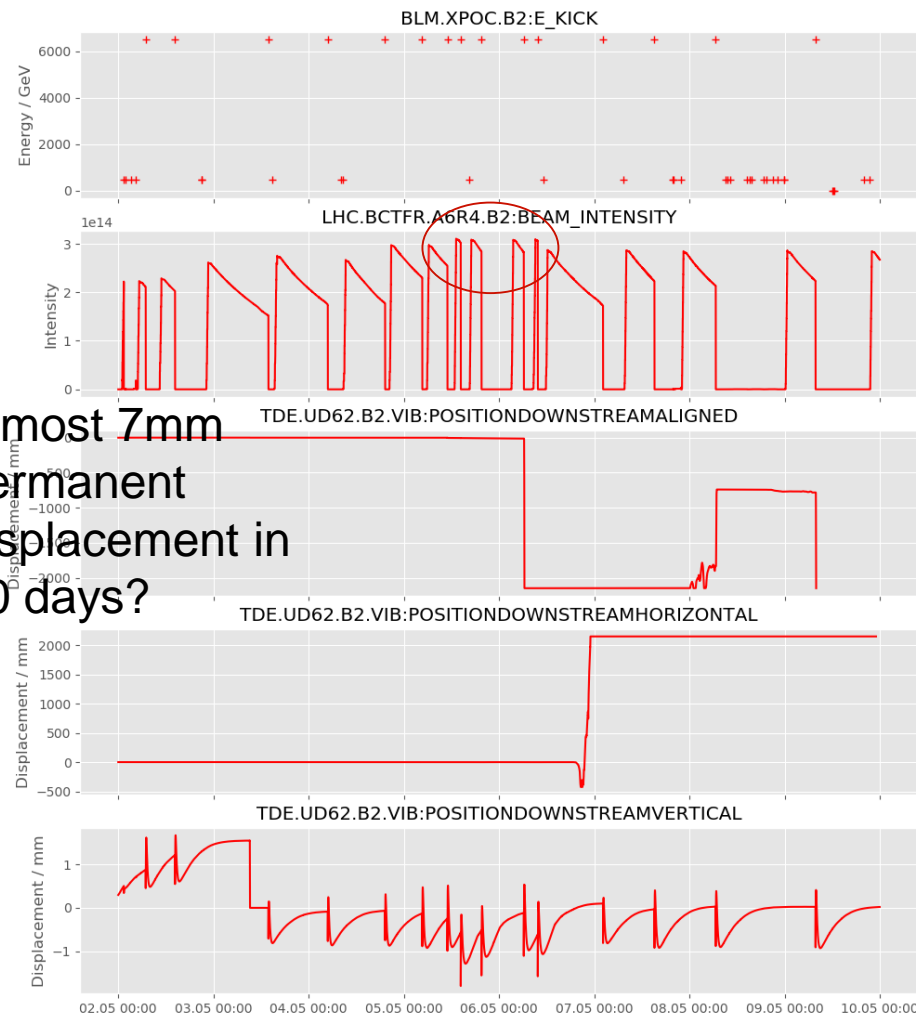 BLM.XPOC.B2:E_KICK
Energy / GeV
6000
4000
2000
0
LHC.BCTFR.A6R4.B2:BEAM_INTENSITY
1e14
Intensity
3
2
1
0
TDE.UD62.B2.VIB:POSITIONDOWNSTREAMALIGNED
most 7mm
ermanent
splacement in
0 days?
Displacement / mm
0
−500
−1000
−2000
TDE.UD62.B2.VIB:POSITIONDOWNSTREAMHORIZONTAL
Displacement / mm
2000
1500
1000
500
0
−500
TDE.UD62.B2.VIB:POSITIONDOWNSTREAMVERTICAL
Displacement / mm
1
0
−1
02.05 00:00 03.05 00:00 04.05 00:00 05.05 00:00 06.05 00:00 07.05 00:00 08.05 00:00 09.05 00:00 10.05 00:00